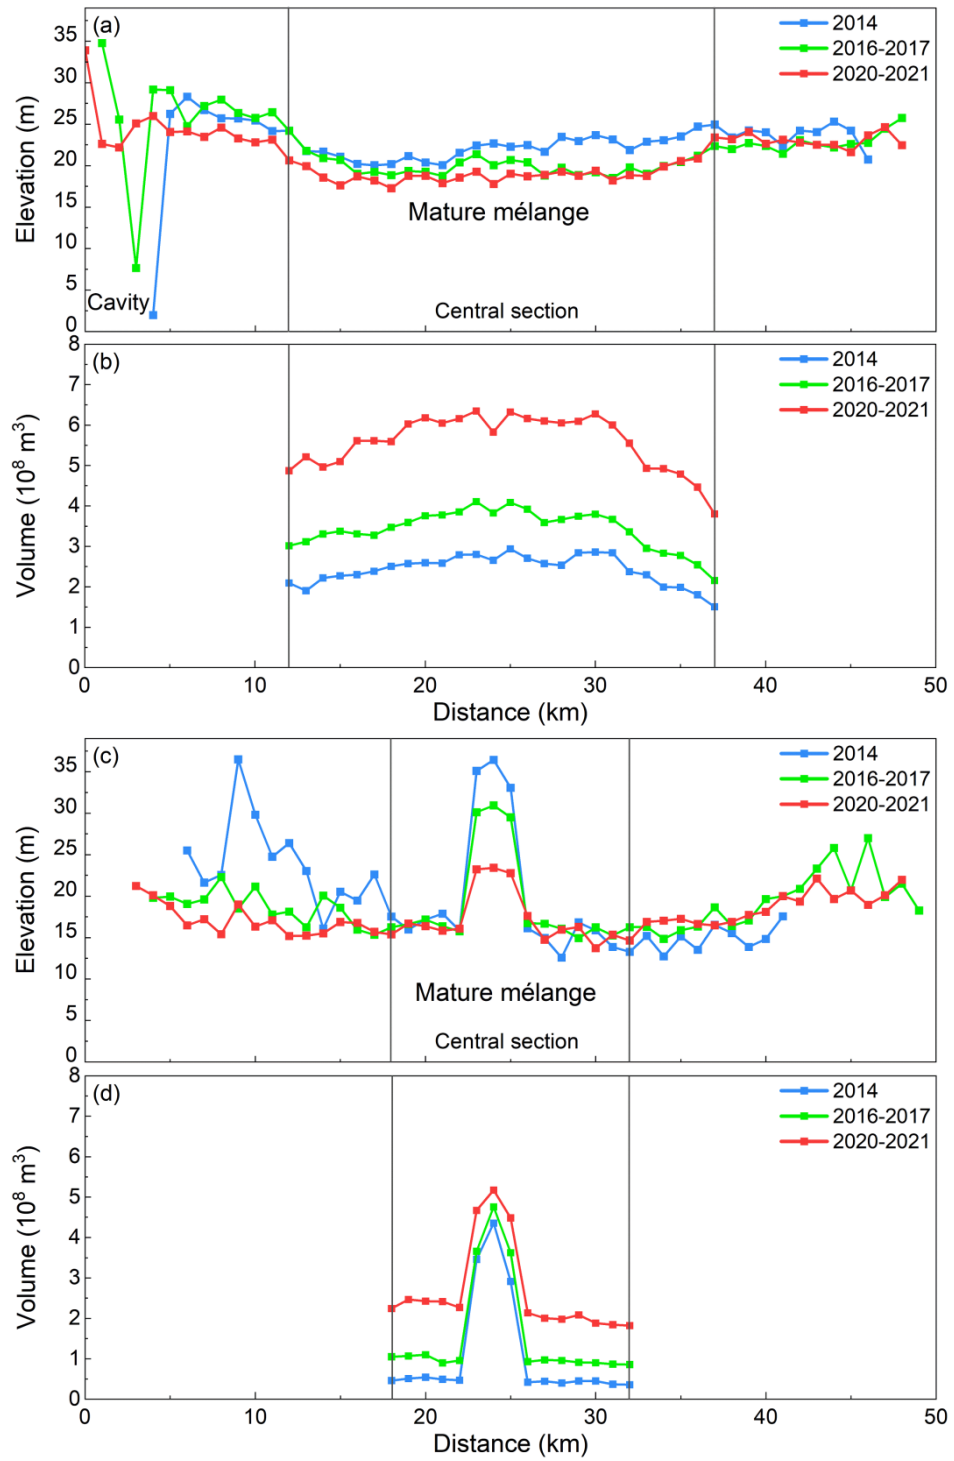 (a)
2014
2016-2017
2020-2021
35
30
25
20
15
10
5
0
Elevation (m)
Mature mélange
Cavity
Central section
(b)
2014
2016-2017
2020-2021
8
7
6
5
4
3
2
1
0
Volume (10⁸ m³)
0 10 20 30 40 50
Distance (km)
(c)
2014
2016-2017
2020-2021
35
30
25
20
15
10
5
0
Elevation (m)
Mature mélange
Central section
(d)
2014
2016-2017
2020-2021
8
7
6
5
4
3
2
1
0
Volume (10⁸ m³)
0 10 20 30 40 50
Distance (km)